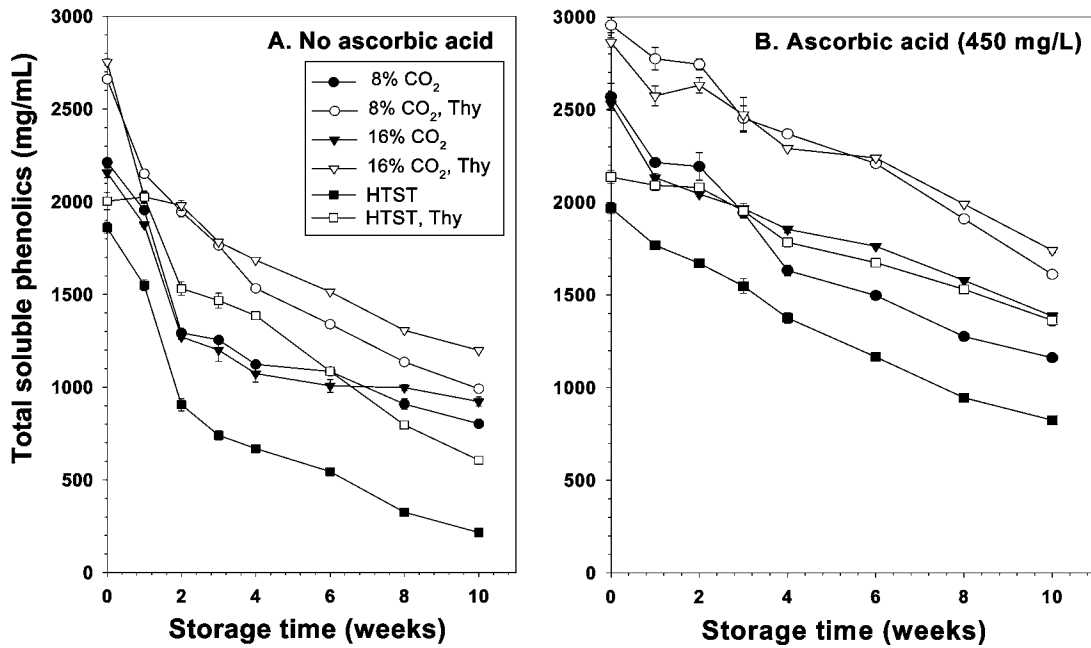 Total soluble phenolics (mg/mL)
3000
2500
2000
1500
1000
500
0
A. No ascorbic acid
8% CO₂
8% CO₂, Thy
16% CO₂
16% CO₂, Thy
HTST
HTST, Thy
0 2 4 6 8 10
Storage time (weeks)
3000
2500
2000
1500
1000
500
0
B. Ascorbic acid (450 mg/L)
0 2 4 6 8 10
Storage time (weeks)